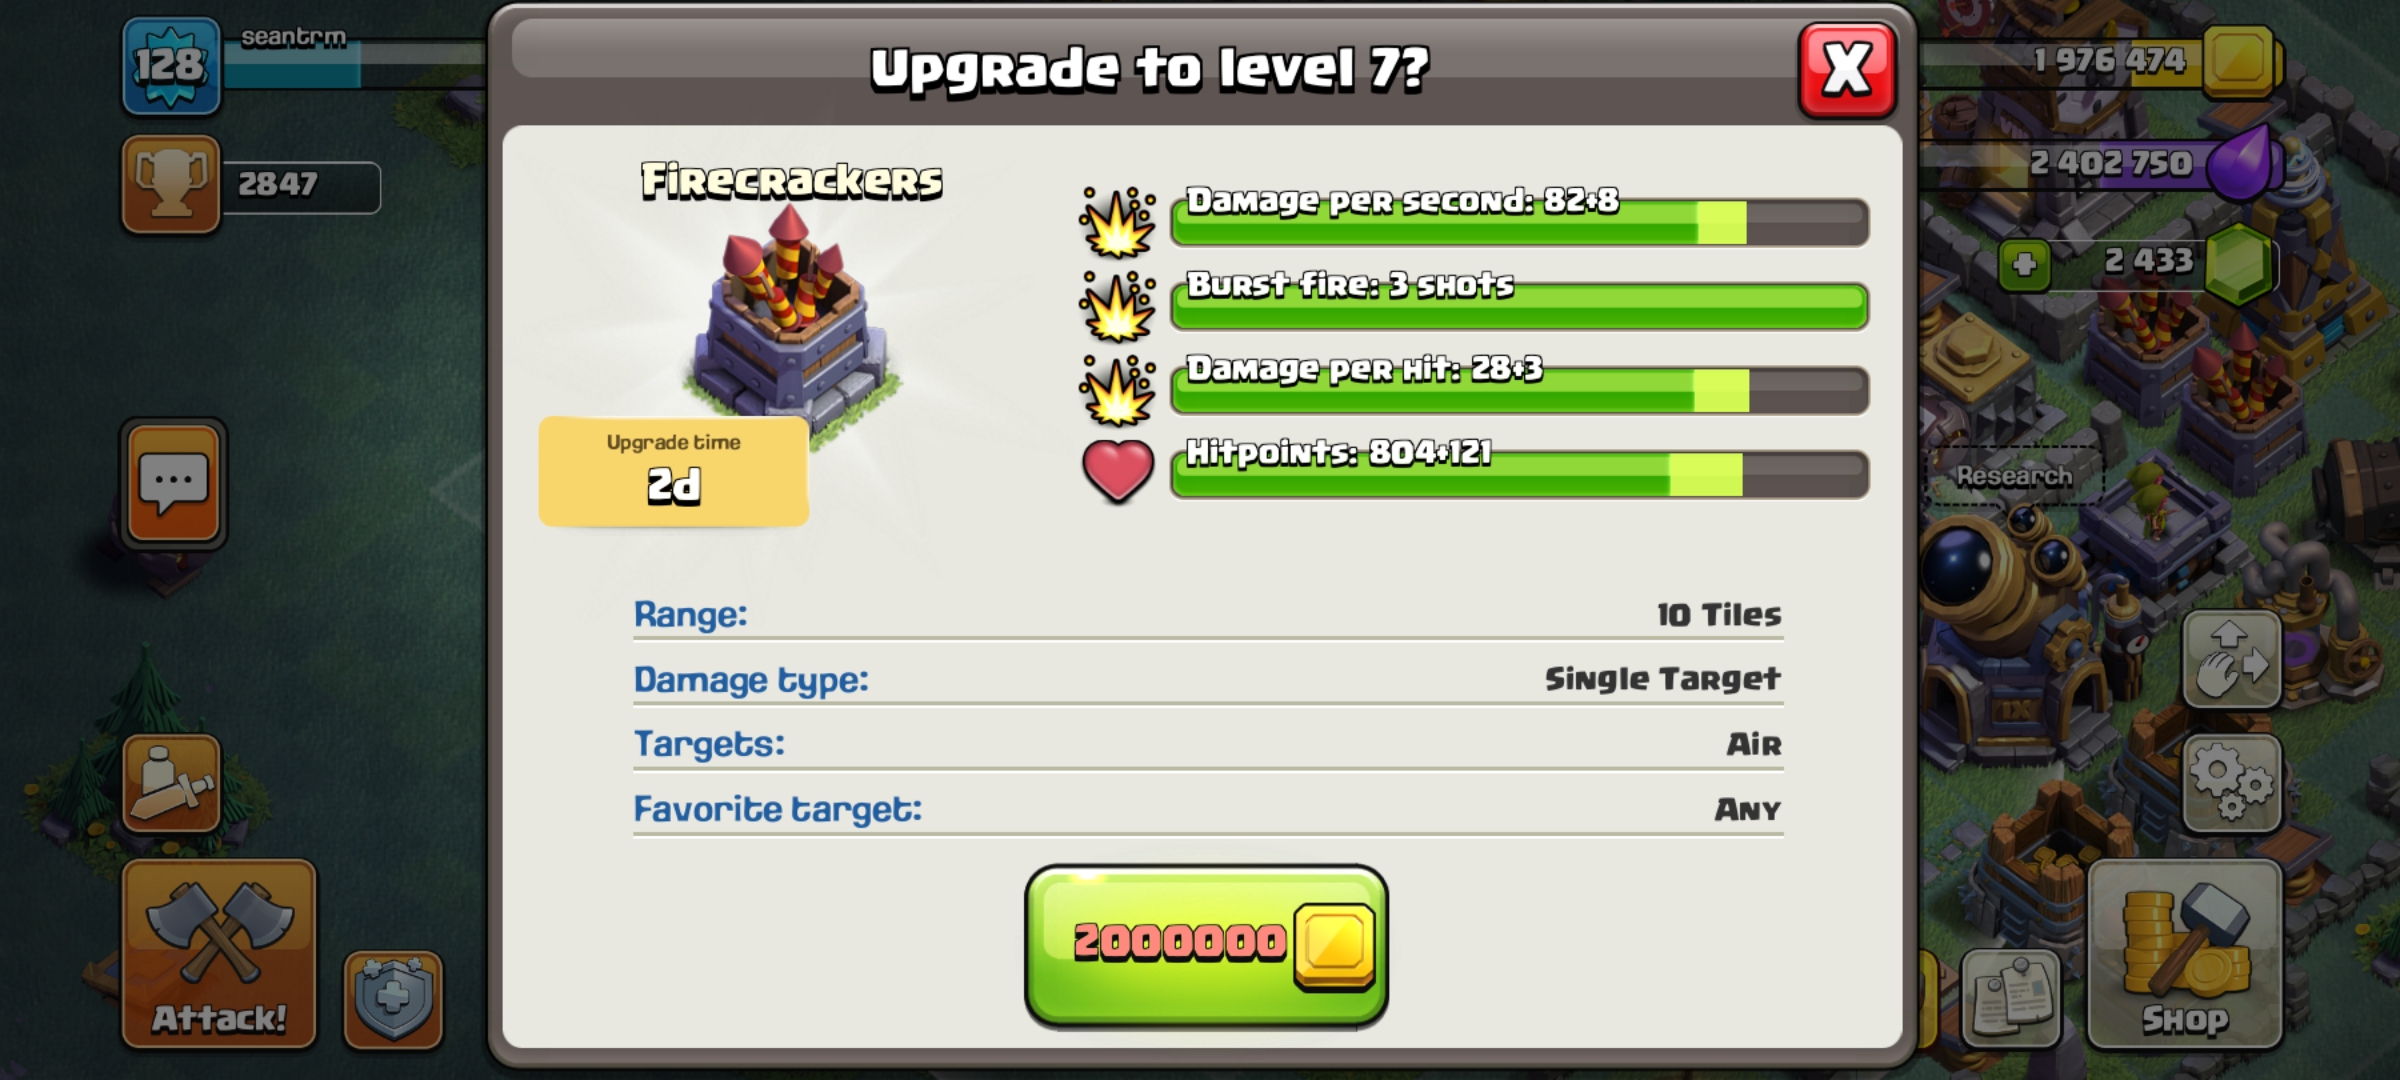 seantrm
128
2847
Upgrade to level 7?
X
1 976 474
2 402 750
2 433
Firecrackers
Upgrade time
2d
Damage per second: 82+8
Burst fire: 3 shots
Damage per hit: 28+3
Hitpoints: 804+121
Research
IX
Range: 10 Tiles
Damage type: Single Target
Targets: Air
Favorite target: Any
2000000
Attack!
Shop